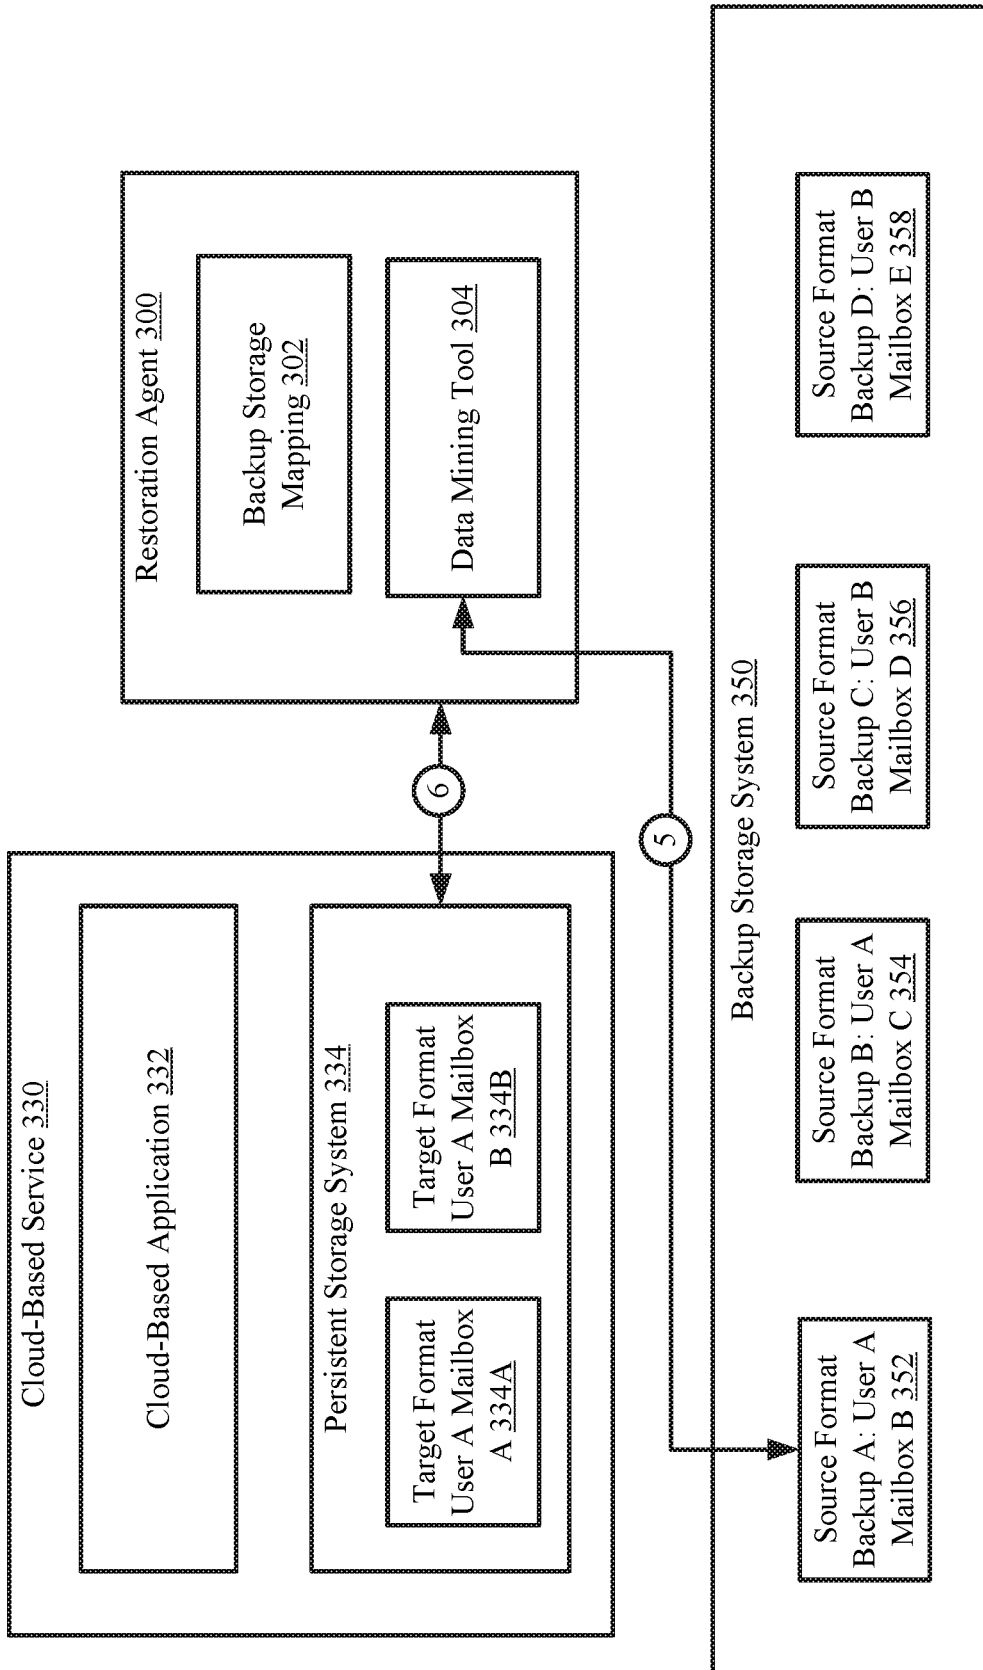 Cloud-Based Service 330
Cloud-Based Application 332
Persistent Storage System 334
Target Format
User A Mailbox
A 334A
Target Format
User A Mailbox
B 334B
6
Restoration Agent 300
Backup Storage
Mapping 302
Data Mining Tool 304
5
Backup Storage System 350
Source Format
Backup A: User A
Mailbox B 352
Source Format
Backup B: User A
Mailbox C 354
Source Format
Backup C: User B
Mailbox D 356
Source Format
Backup D: User B
Mailbox E 358